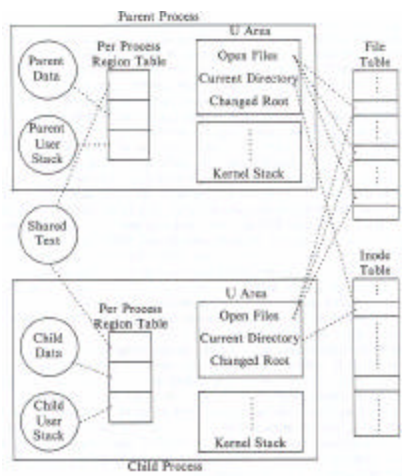 Parent Process
U Area
Parent
Data
Per Process
Region Table
Open Files
Current Directory
Changed Root
File
Table
Parent
User
Stack
Kernel Stack
Shared
Text
Inode
Table
U Area
Per Process
Region Table
Open Files
Current Directory
Changed Root
Child
Data
Child
User
Stack
Kernel Stack
Child Process